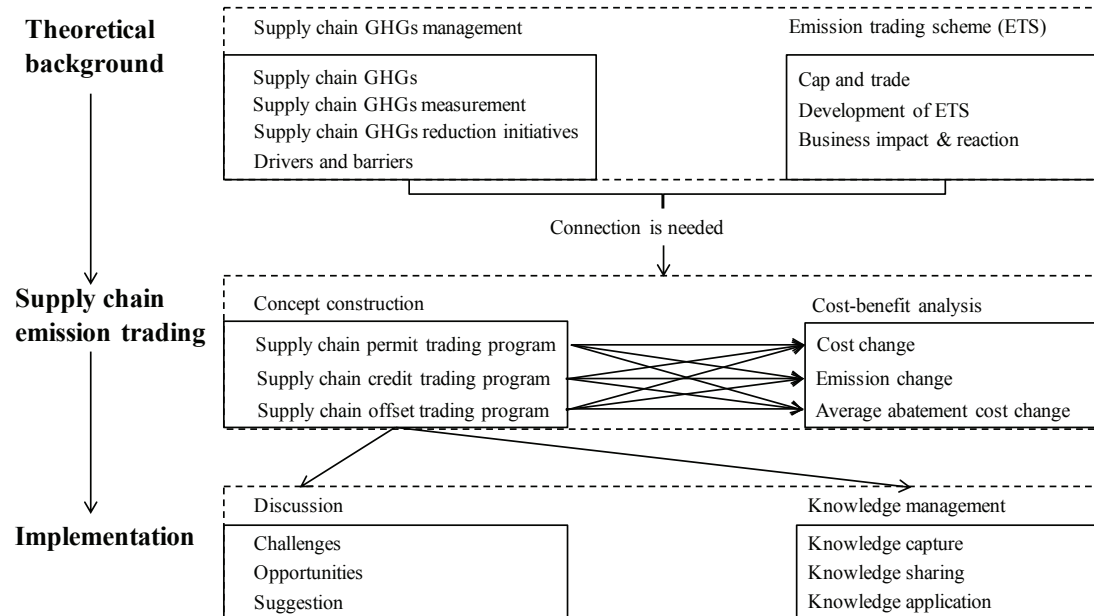 Theoretical
background
Supply chain GHGs management
Emission trading scheme (ETS)
Supply chain GHGs
Supply chain GHGs measurement
Supply chain GHGs reduction initiatives
Drivers and barriers
Cap and trade
Development of ETS
Business impact & reaction
Connection is needed
Supply chain
emission trading
Concept construction
Cost-benefit analysis
Supply chain permit trading program
Supply chain credit trading program
Supply chain offset trading program
Cost change
Emission change
Average abatement cost change
Implementation
Discussion
Knowledge management
Challenges
Opportunities
Suggestion
Knowledge capture
Knowledge sharing
Knowledge application